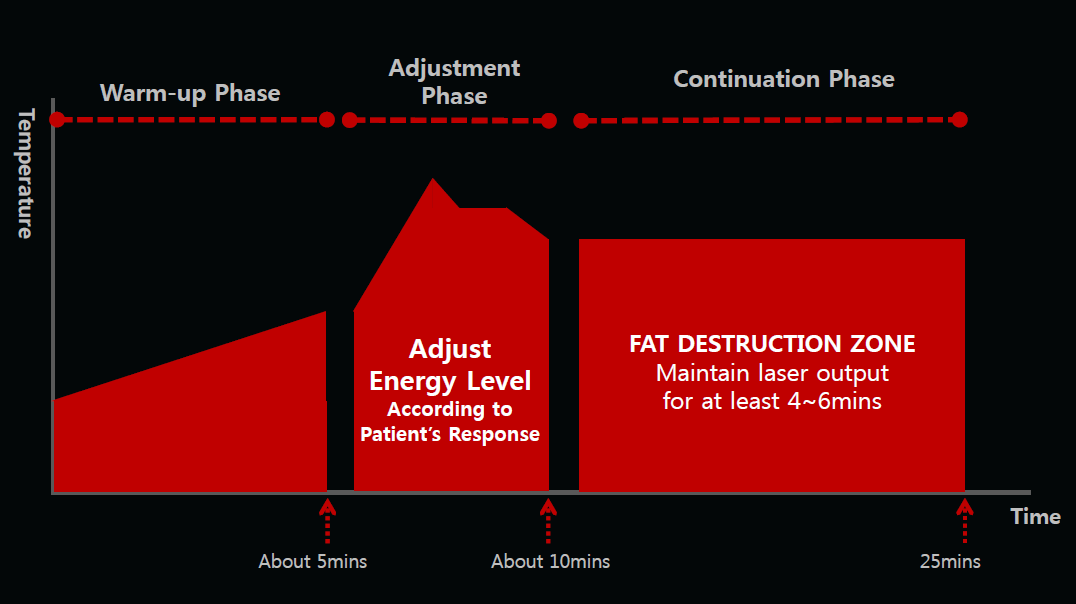 Warm-up Phase
Adjustment
Phase
Continuation Phase
Temperature
Adjust
Energy Level
According to
Patient's Response
FAT DESTRUCTION ZONE
Maintain laser output
for at least 4~6mins
Time
About 5mins
About 10mins
25mins